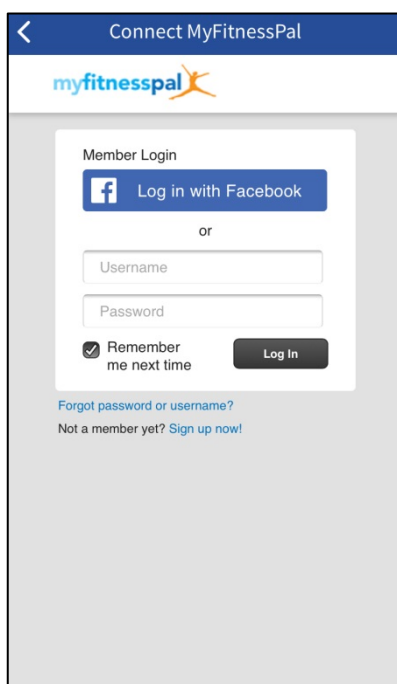 Connect MyFitnessPal
myfitnesspal
Member Login
Log in with Facebook
or
Username
Password
Remember
me next time
Log In
Forgot password or username?
Not a member yet? Sign up now!